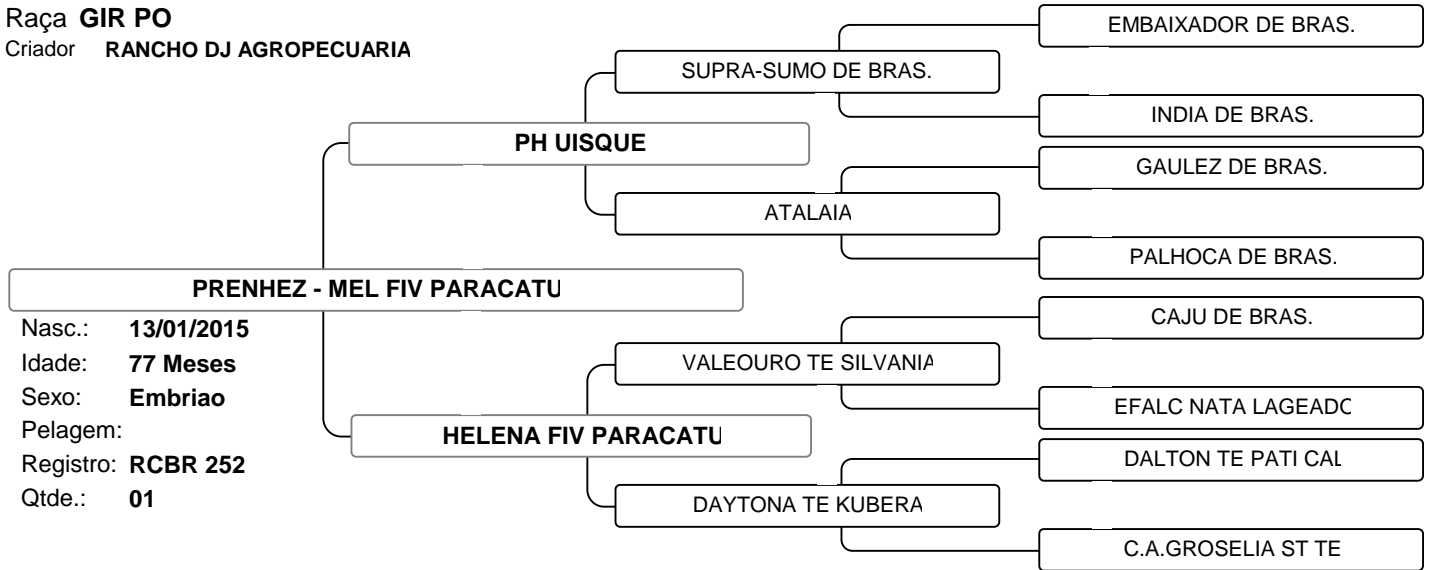 Raça GIR PO
Criador RANCHO DJ AGROPECUARIA
EMBAIXADOR DE BRAS.
SUPRA-SUMO DE BRAS.
INDIA DE BRAS.
PH UISQUE
GAULEZ DE BRAS.
ATALAIA
PALHOCA DE BRAS.
PRENHEZ - MEL FIV PARACATU
CAJU DE BRAS.
VALEOURO TE SILVANIA
EFALC NATA LAGEADO
HELENA FIV PARACATU
DALTON TE PATI CAL
DAYTONA TE KUBERA
C.A.GROSELIA ST TE
Nasc.: 13/01/2015
Idade: 77 Meses
Sexo: Embriao
Pelagem:
Registro: RCBR 252
Qtde.: 01